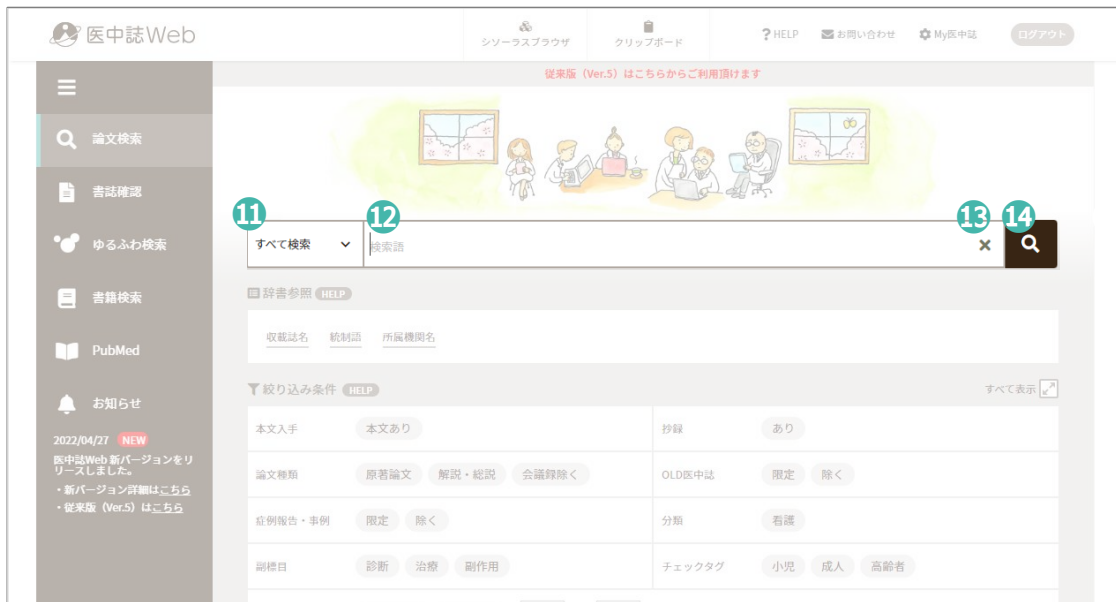 医中誌Web
シソーラスブラウザ
クリップボード
? HELP
お問い合わせ
My医中誌
ログアウト
従来版（Ver.5）はこちらからご利用頂けます
論文検索
書誌確認
ゆるふわ検索
書籍検索
PubMed
お知らせ
2022/04/27 NEW
医中誌Web 新バージョンをリ
リースしました。
・新バージョン詳細はこちら
・従来版（Ver.5）はこちら
11 12 13 14
すべて検索 検索語
辞書参照 HELP
収載誌名 統制語 所属機関名
絞り込み条件 HELP すべて表示
本文入手 本文あり 抄録 あり
論文種類 原著論文 解説・総説 会議録除く OLD医中誌 限定 除く
症例報告・事例 限定 除く 分類 看護
副標目 診断 治療 副作用 チェックタグ 小児 成人 高齢者